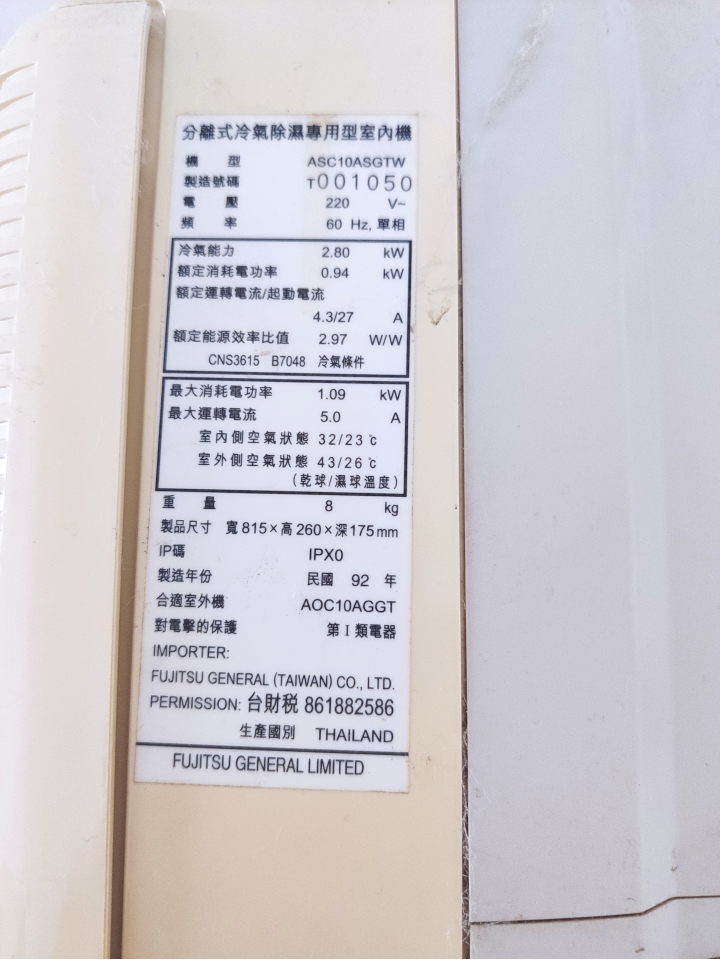 分離式冷氣除濕專用型室內機
機 型 ASC10ASGTW
製造號碼 T001050
電 壓 220 V~
頻 率 60 Hz, 單相
冷氣能力 2.80 kW
額定消耗電功率 0.94 kW
額定運轉電流/起動電流
4.3/27 A
額定能源效率比值 2.97 W/W
CNS3615 B7048 冷氣條件
最大消耗電功率 1.09 kW
最大運轉電流 5.0 A
室內側空氣狀態 32/23 ℃
室外側空氣狀態 43/26 ℃
(乾球/濕球溫度)
重 量 8 kg
製品尺寸 寬 815×高 260×深 175 mm
IP碼 IPX0
製造年份 民國 92 年
合適室外機 AOC10AGGT
對電擊的保護 第 I 類電器
IMPORTER:
FUJITSU GENERAL (TAIWAN) CO., LTD.
PERMISSION: 台財税 861882586
生產國別 THAILAND
FUJITSU GENERAL LIMITED